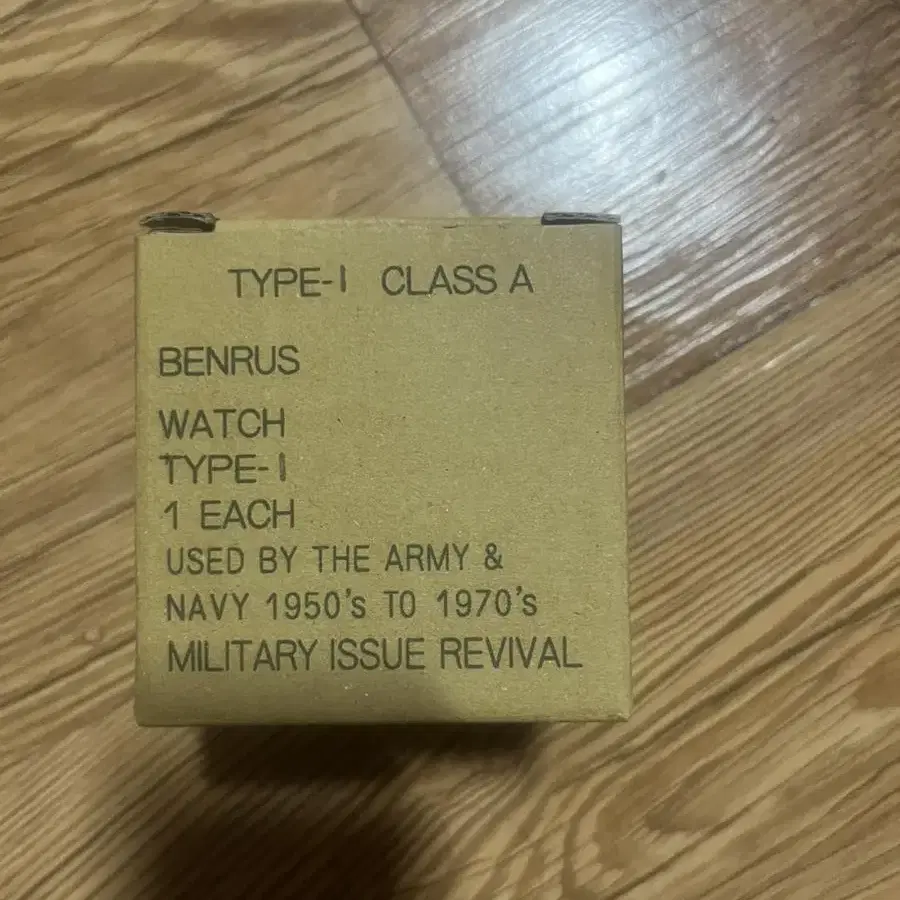 TYPE-I CLASS A
BENRUS
WATCH
TYPE-I
1 EACH
USED BY THE ARMY &
NAVY 1950's TO 1970's
MILITARY ISSUE REVIVAL